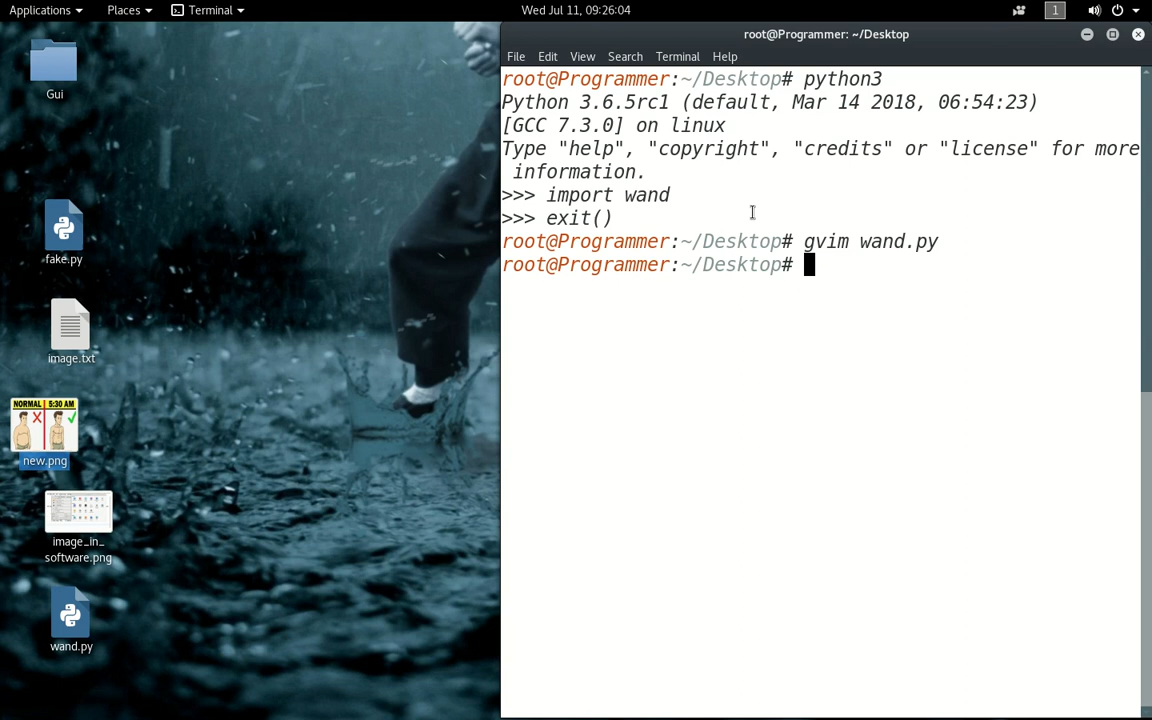 Applications Places Terminal Wed Jul 11, 09:26:04 1
root@Programmer: ~/Desktop
File Edit View Search Terminal Help
root@Programmer:~/Desktop# python3
Python 3.6.5rc1 (default, Mar 14 2018, 06:54:23)
[GCC 7.3.0] on linux
Type "help", "copyright", "credits" or "license" for more
information.
>>> import wand
>>> exit()
root@Programmer:~/Desktop# gvim wand.py
root@Programmer:~/Desktop#
Gui
fake.py
image.txt
NORMAL 5:30 AM
new.png
image_in_
software.png
wand.py